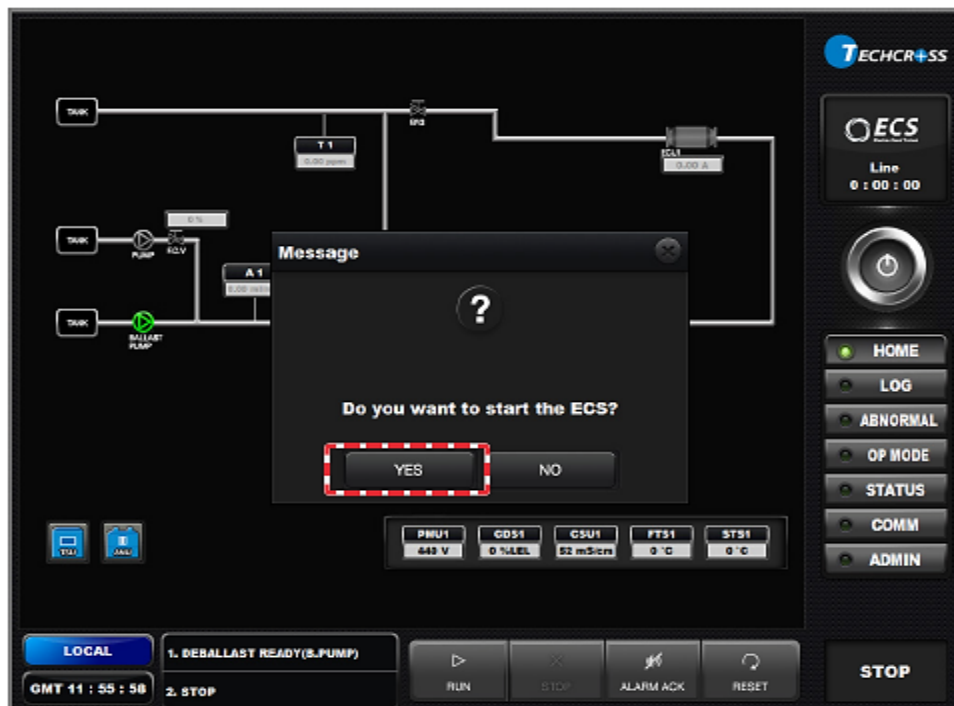 TECHCROSS
TANK
T 1
0.00 ppm
ECU1
0.00 A
ECS
Line
0 : 00 : 00
0 %
TANK
PUMP
A 1
Message
?
TANK
BALLAST
PUMP
Do you want to start the ECS?
YES
NO
HOME
LOG
ABNORMAL
OP MODE
STATUS
COMM
ADMIN
PMU1
GDS1
CSU1
FTS1
STS1
440 V
0 %LEL
52 mS/cm
0 °C
0 °C
LOCAL
1. DEBALLAST READY(B.PUMP)
GMT 11 : 55 : 58
2. STOP
RUN
STOP
ALARM ACK
RESET
STOP